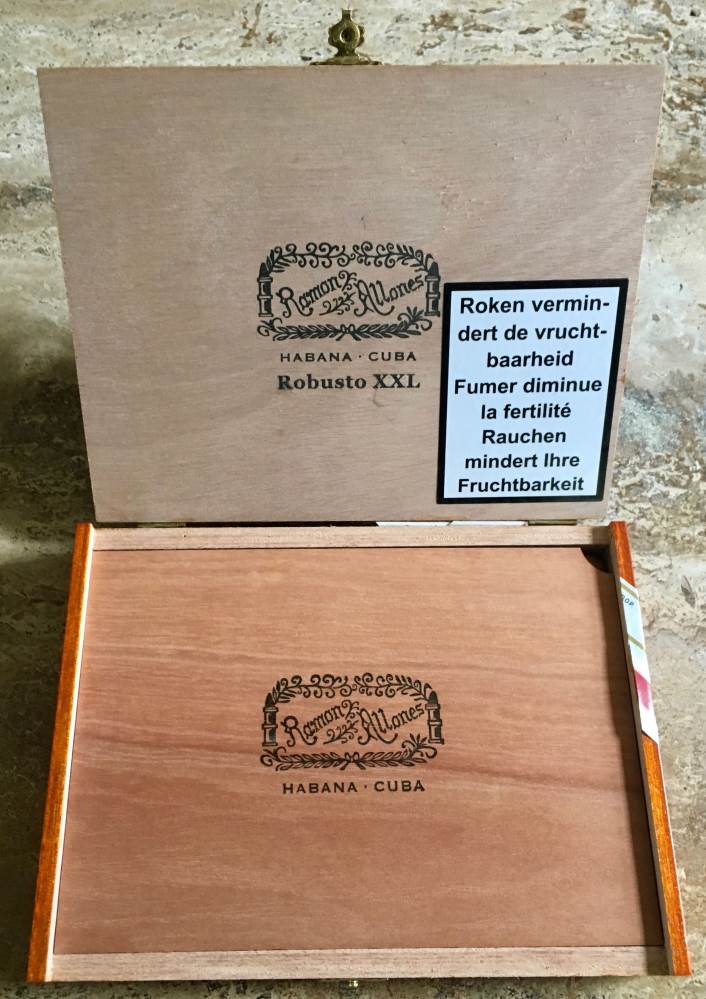 Ramon Allones
HABANA · CUBA
Robusto XXL
Roken vermin-
dert de vrucht-
baarheid
Fumer diminue
la fertilité
Rauchen
mindert Ihre
Fruchtbarkeit
Ramon Allones
HABANA · CUBA